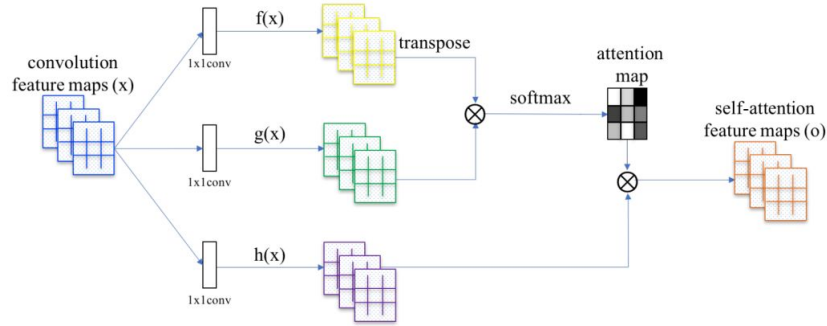 convolution
feature maps (x)
f(x)
1x1conv
transpose
g(x)
1x1conv
h(x)
1x1conv
softmax
attention
map
self-attention
feature maps (o)